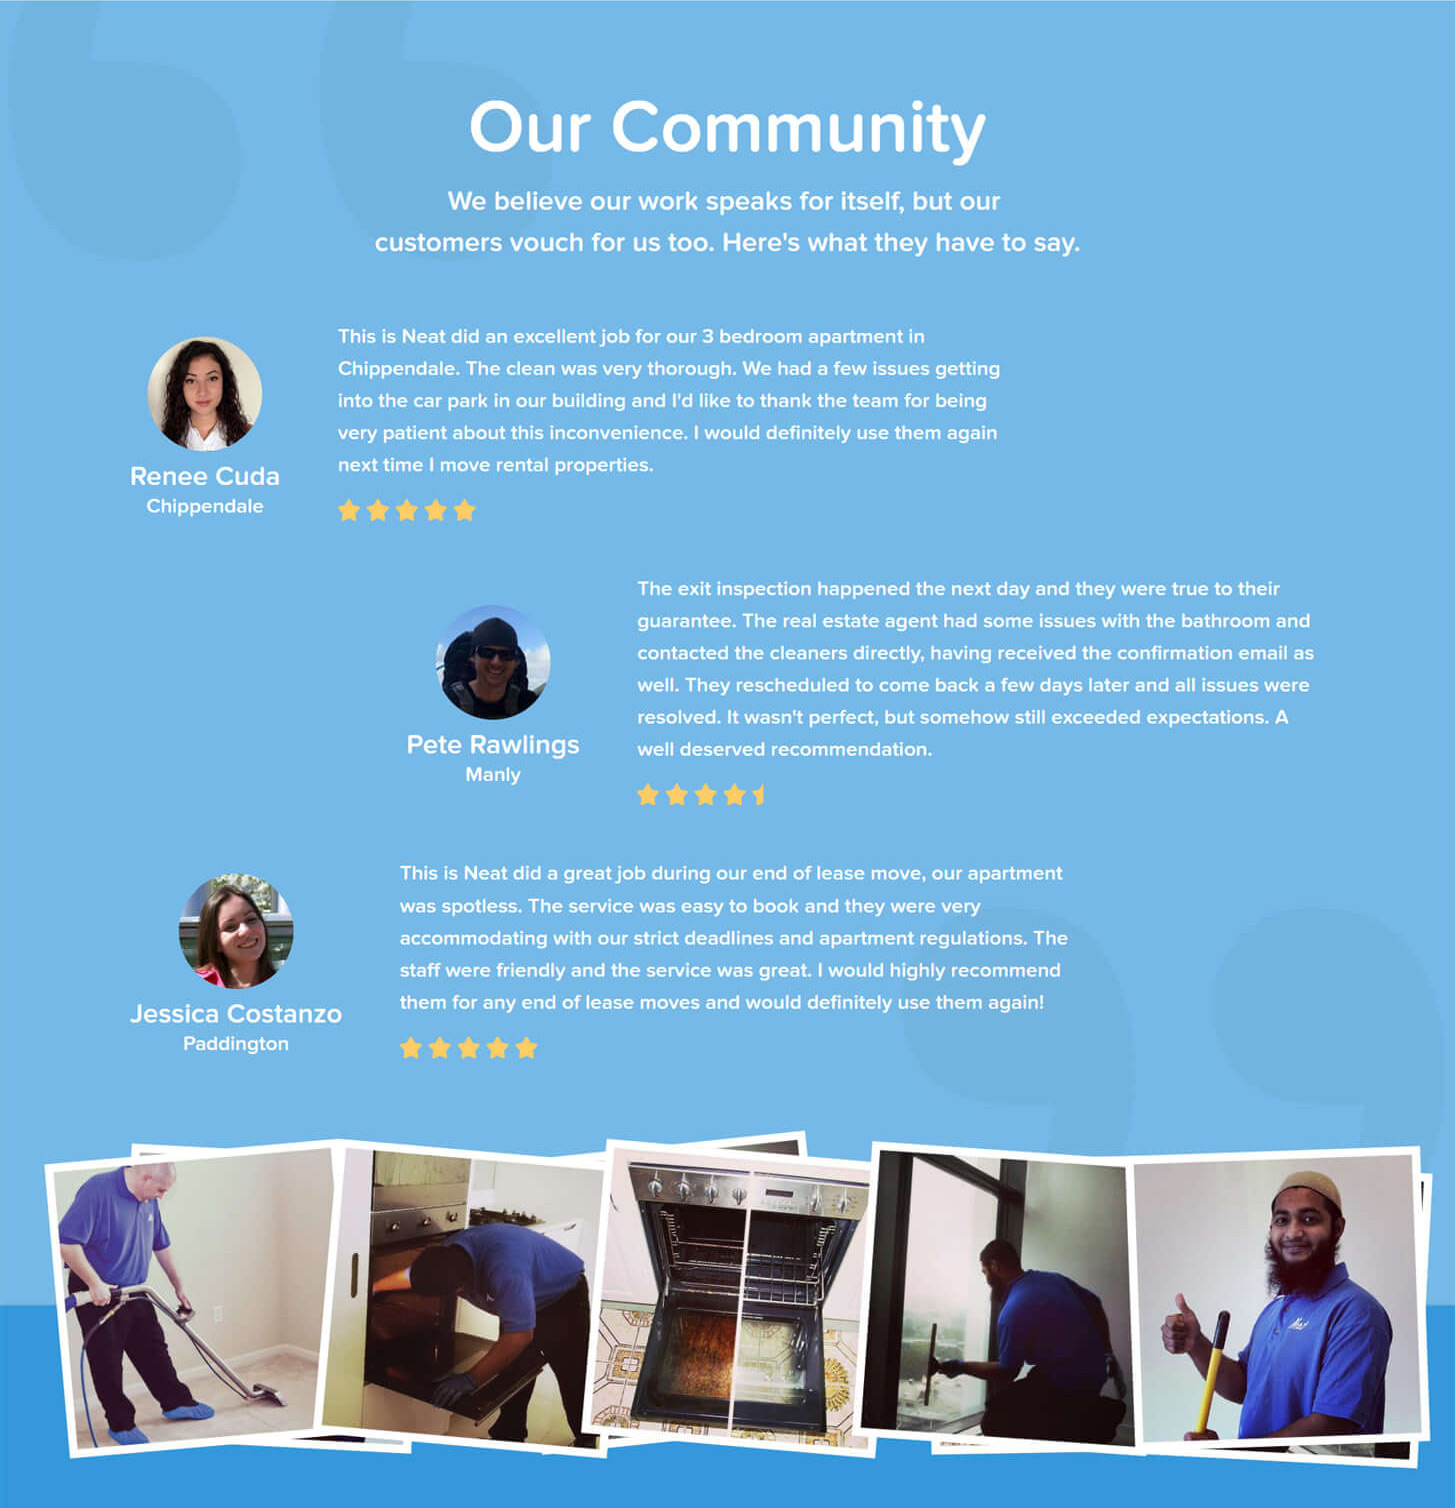 Our Community
We believe our work speaks for itself, but our
customers vouch for us too. Here's what they have to say.
This is Neat did an excellent job for our 3 bedroom apartment in
Chippendale. The clean was very thorough. We had a few issues getting
into the car park in our building and I'd like to thank the team for being
very patient about this inconvenience. I would definitely use them again
next time I move rental properties.
Renee Cuda
Chippendale
The exit inspection happened the next day and they were true to their
guarantee. The real estate agent had some issues with the bathroom and
contacted the cleaners directly, having received the confirmation email as
well. They rescheduled to come back a few days later and all issues were
resolved. It wasn't perfect, but somehow still exceeded expectations. A
well deserved recommendation.
Pete Rawlings
Manly
This is Neat did a great job during our end of lease move, our apartment
was spotless. The service was easy to book and they were very
accommodating with our strict deadlines and apartment regulations. The
staff were friendly and the service was great. I would highly recommend
them for any end of lease moves and would definitely use them again!
Jessica Costanzo
Paddington